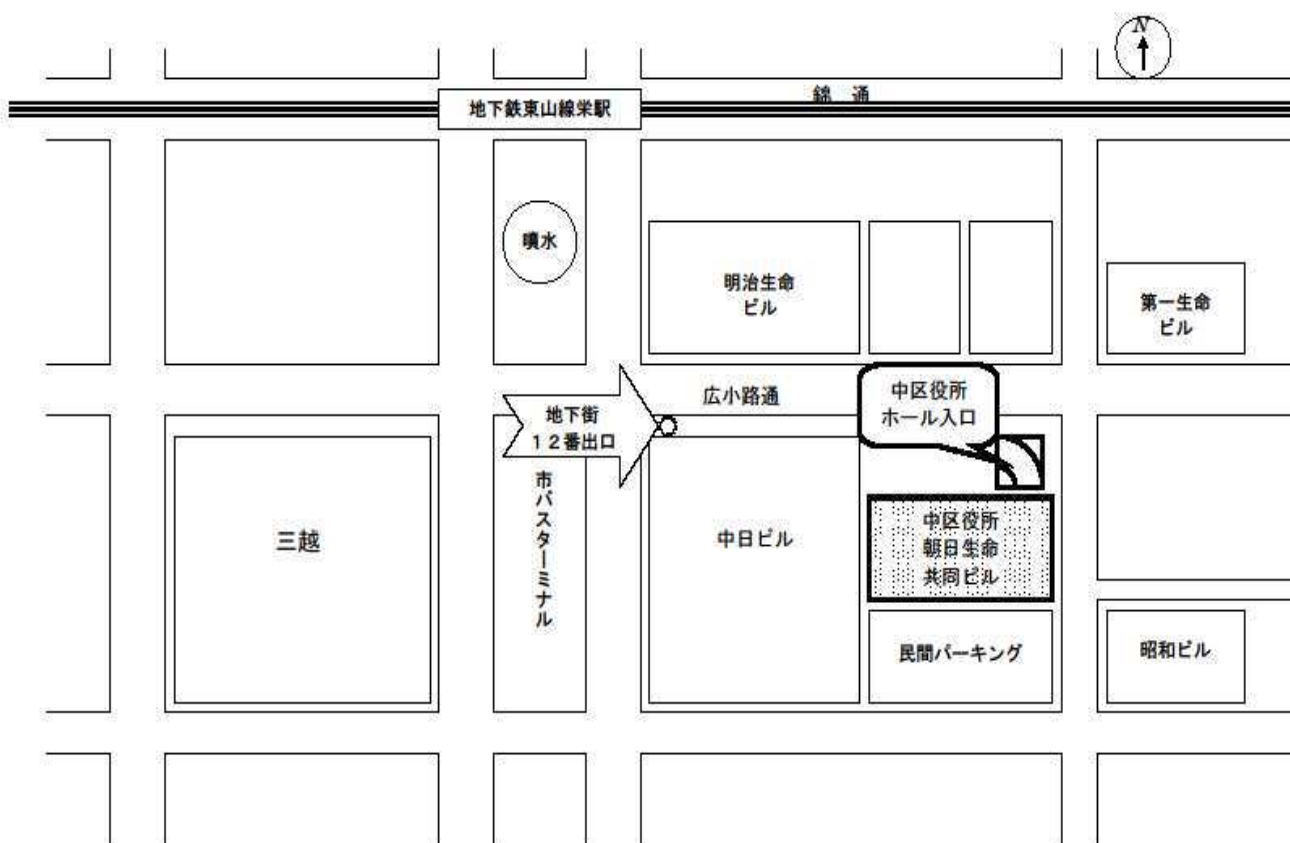 N
錦　通
地下鉄東山線栄駅
噴水
明治生命
ビル
第一生命
ビル
広小路通
中区役所
ホール入口
地下街
１２番出口
市バスターミナル
三越
中日ビル
中区役所
朝日生命
共同ビル
民間パーキング
昭和ビル